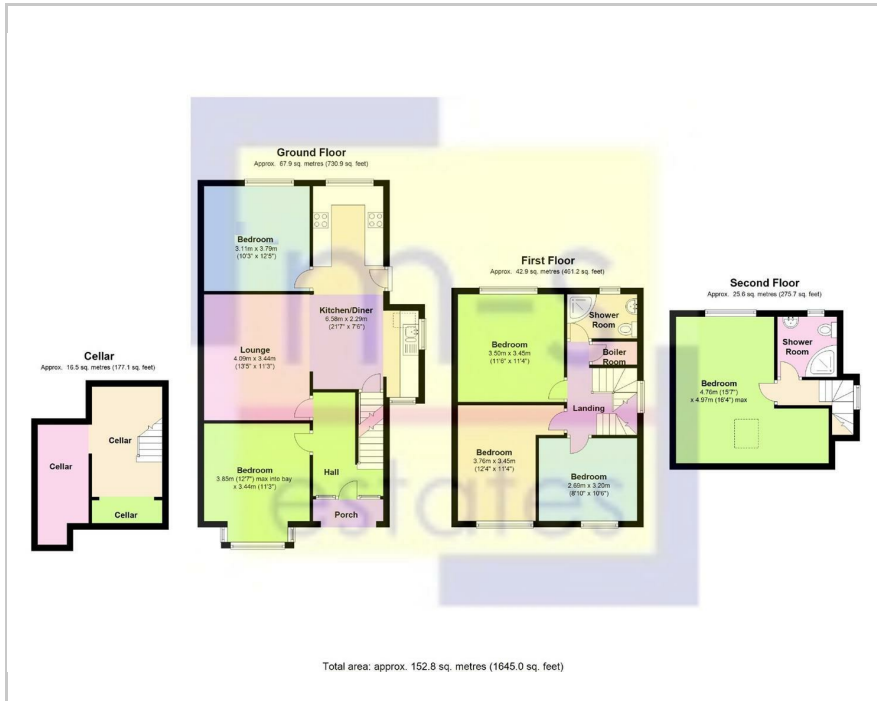 Ground Floor
Approx. 67.9 sq. metres (730.9 sq. feet)
Bedroom
3.11m x 3.79m
(10'3" x 12'5")
Kitchen/Diner
6.58m x 2.29m
(21'7" x 7'6")
Lounge
4.09m x 3.44m
(13'5" x 11'3")
Bedroom
3.85m (12'7") max into bay
x 3.44m (11'3")
Hall
Porch
First Floor
Approx. 42.9 sq. metres (461.2 sq. feet)
Shower
Room
Bedroom
3.50m x 3.45m
(11'6" x 11'4")
Boiler
Room
Landing
Bedroom
3.76m x 3.45m
(12'4" x 11'4")
Bedroom
2.69m x 3.20m
(8'10" x 10'6")
Second Floor
Approx. 25.6 sq. metres (275.7 sq. feet)
Shower
Room
Bedroom
4.76m (15'7")
x 4.97m (16'4") max
Cellar
Approx. 16.5 sq. metres (177.1 sq. feet)
Cellar
Cellar
Cellar
estates
Total area: approx. 152.8 sq. metres (1645.0 sq. feet)